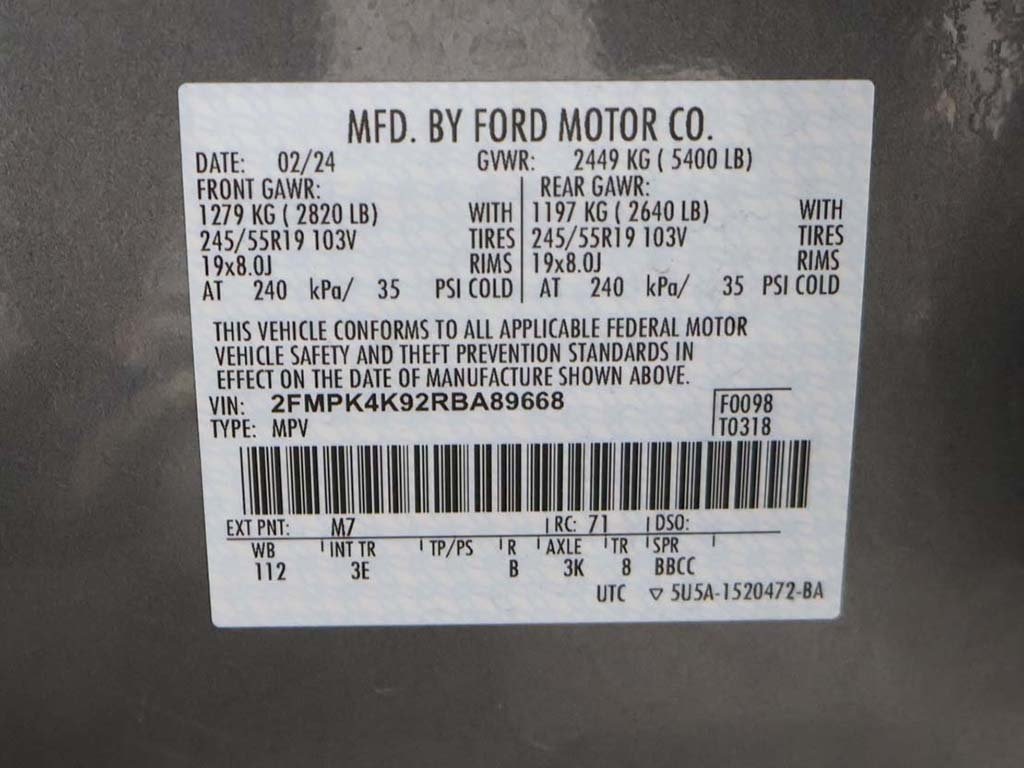 MFD. BY FORD MOTOR CO.
DATE: 02/24 GVWR: 2449 KG ( 5400 LB)
FRONT GAWR: REAR GAWR:
1279 KG ( 2820 LB) WITH 1197 KG ( 2640 LB) WITH
245/55R19 103V TIRES 245/55R19 103V TIRES
19x8.0J RIMS 19x8.0J RIMS
AT 240 kPa/ 35 PSI COLD AT 240 kPa/ 35 PSI COLD
THIS VEHICLE CONFORMS TO ALL APPLICABLE FEDERAL MOTOR
VEHICLE SAFETY AND THEFT PREVENTION STANDARDS IN
EFFECT ON THE DATE OF MANUFACTURE SHOWN ABOVE.
VIN: 2FMPK4K92RBA89668 F0098
TYPE: MPV T0318
EXT PNT: M7 RC: 71 DSO:
WB INT TR TP/PS R AXLE TR SPR
112 3E B 3K 8 BBCC
UTC ▽ 5U5A-1520472-BA